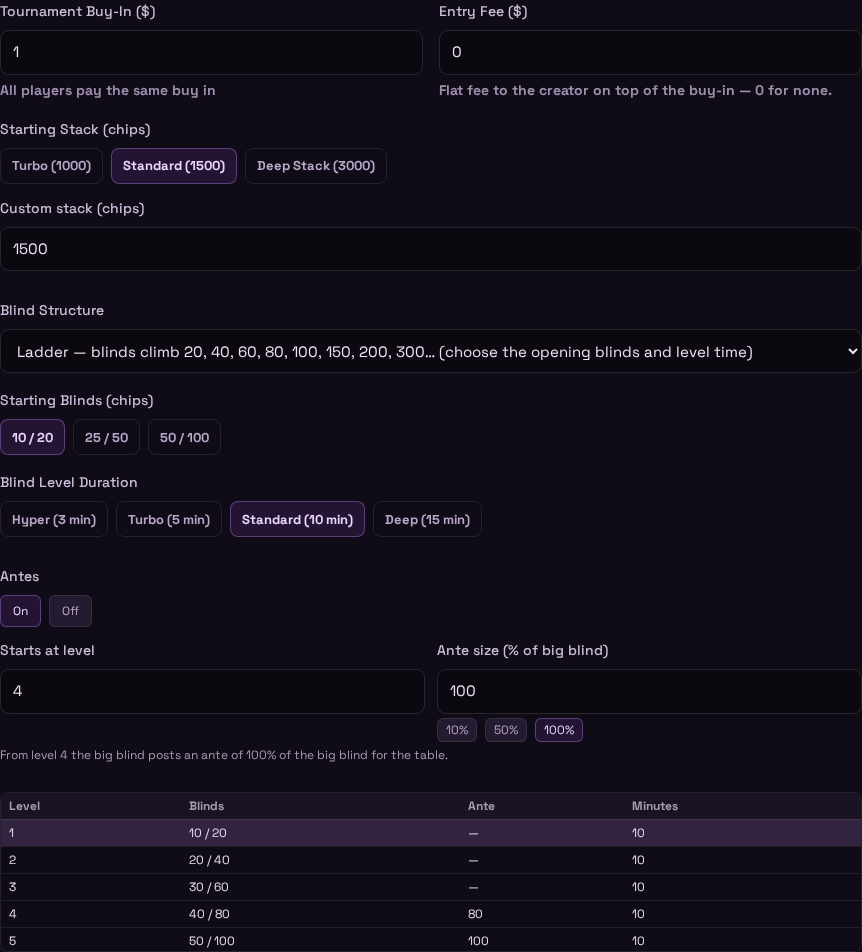 Tournament Buy-In ($) Entry Fee ($)
1 0
All players pay the same buy in Flat fee to the creator on top of the buy-in — 0 for none.
Starting Stack (chips)
Turbo (1000) Standard (1500) Deep Stack (3000)
Custom stack (chips)
1500
Blind Structure
Ladder — blinds climb 20, 40, 60, 80, 100, 150, 200, 300… (choose the opening blinds and level time)
Starting Blinds (chips)
10 / 20 25 / 50 50 / 100
Blind Level Duration
Hyper (3 min) Turbo (5 min) Standard (10 min) Deep (15 min)
Antes
On Off
Starts at level Ante size (% of big blind)
4 100
10% 50% 100%
From level 4 the big blind posts an ante of 100% of the big blind for the table.
Level Blinds Ante Minutes
1 10 / 20 — 10
2 20 / 40 — 10
3 30 / 60 — 10
4 40 / 80 80 10
5 50 / 100 100 10